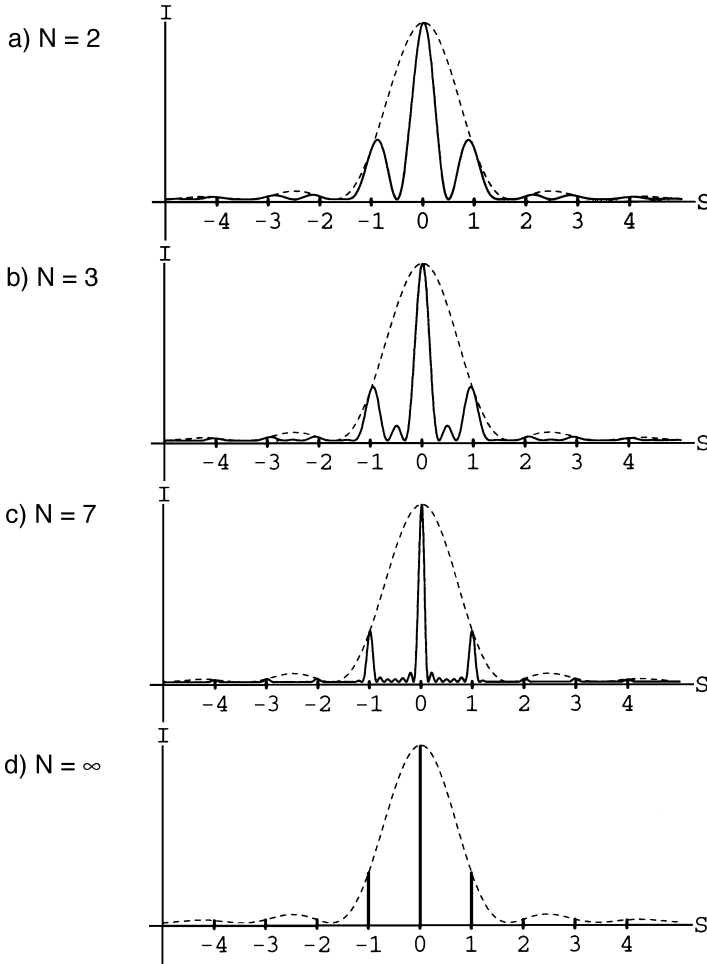 I
a) N = 2
S
-4 -3 -2 -1 0 1 2 3 4
I
b) N = 3
S
-4 -3 -2 -1 0 1 2 3 4
I
c) N = 7
S
-4 -3 -2 -1 0 1 2 3 4
I
d) N = ∞
S
-4 -3 -2 -1 0 1 2 3 4